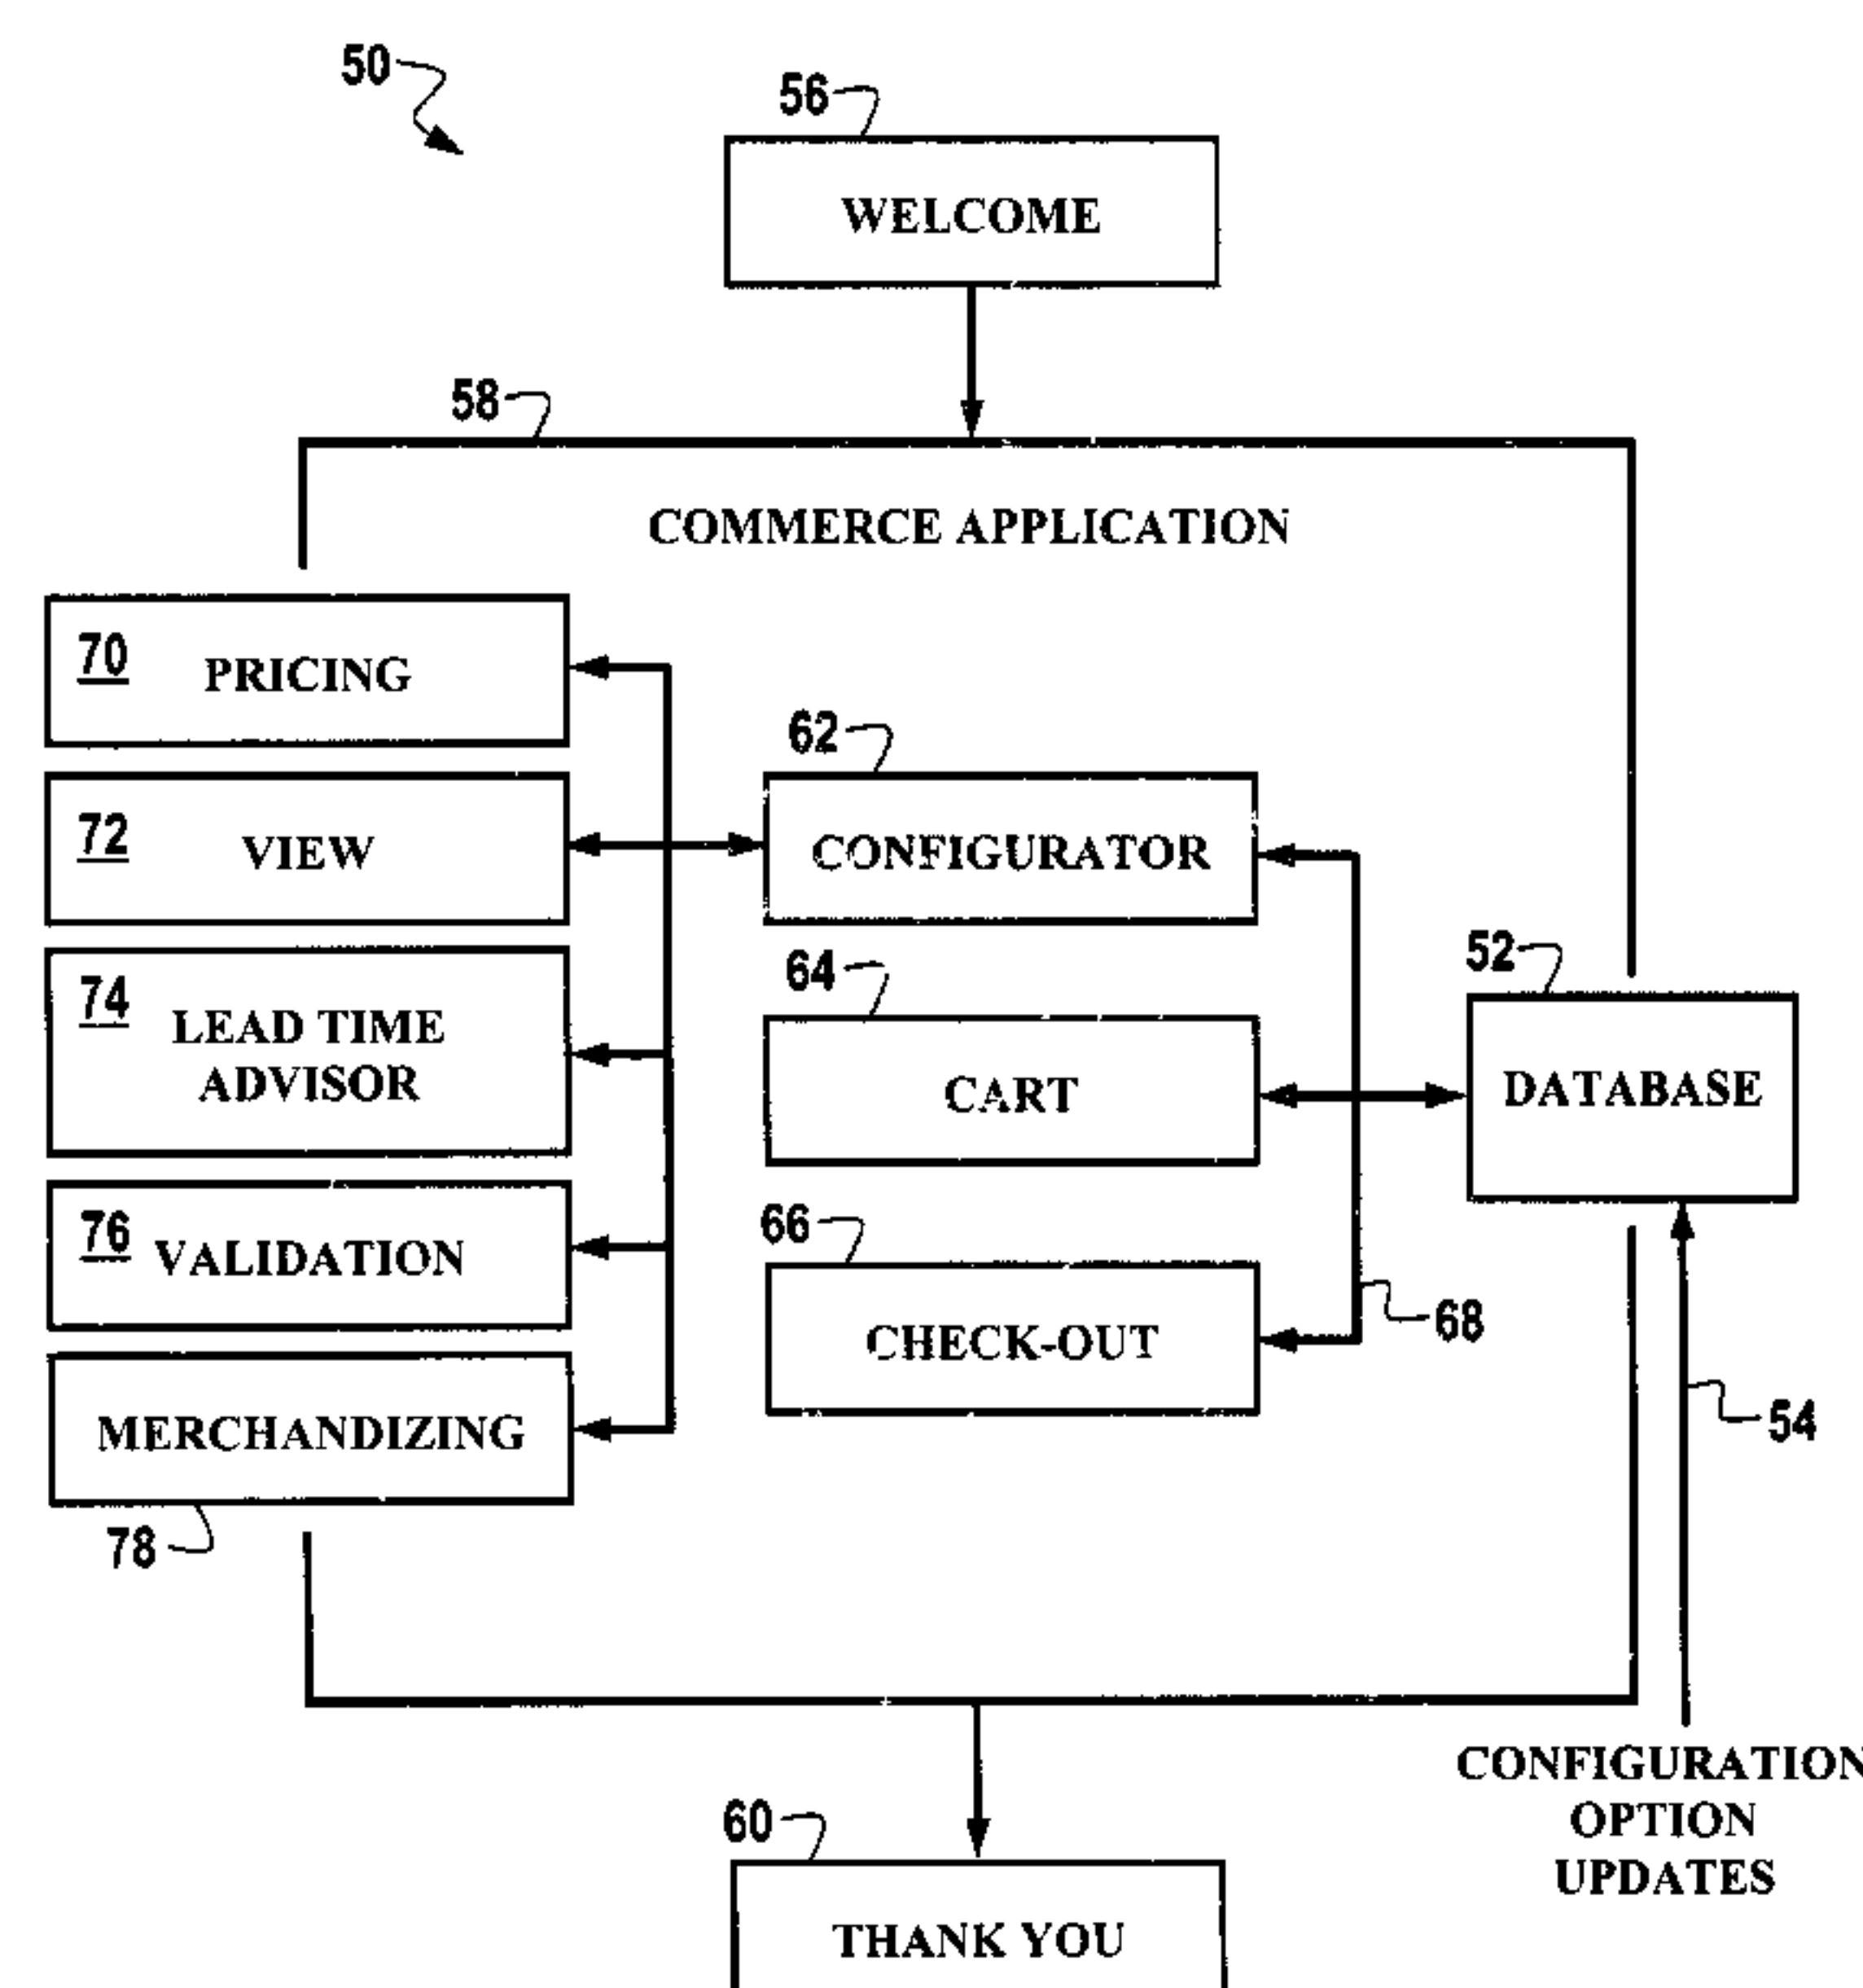 50
56
WELCOME
58
COMMERCE APPLICATION
70 PRICING
62
72 VIEW
CONFIGURATOR
74 LEAD TIME
ADVISOR
64
CART
52
DATABASE
76 VALIDATION
66
CHECK-OUT
68
MERCHANDIZING
78
54
CONFIGURATION
OPTION
UPDATES
60
THANK YOU